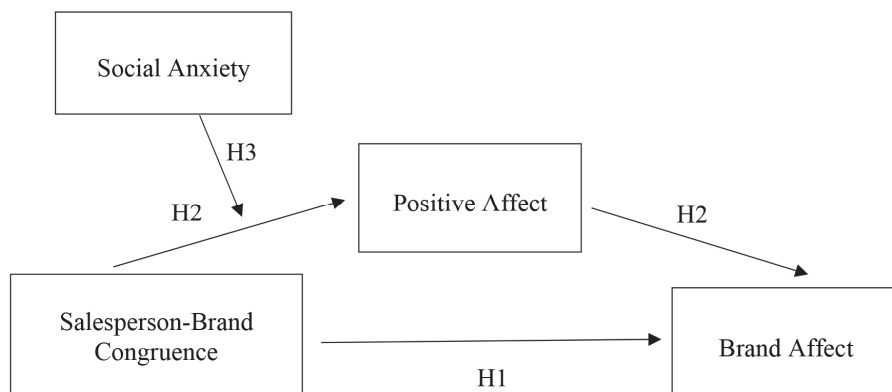 Social Anxiety
H3
H2
Positive Affect
H2
Salesperson-Brand
Congruence
Brand Affect
H1